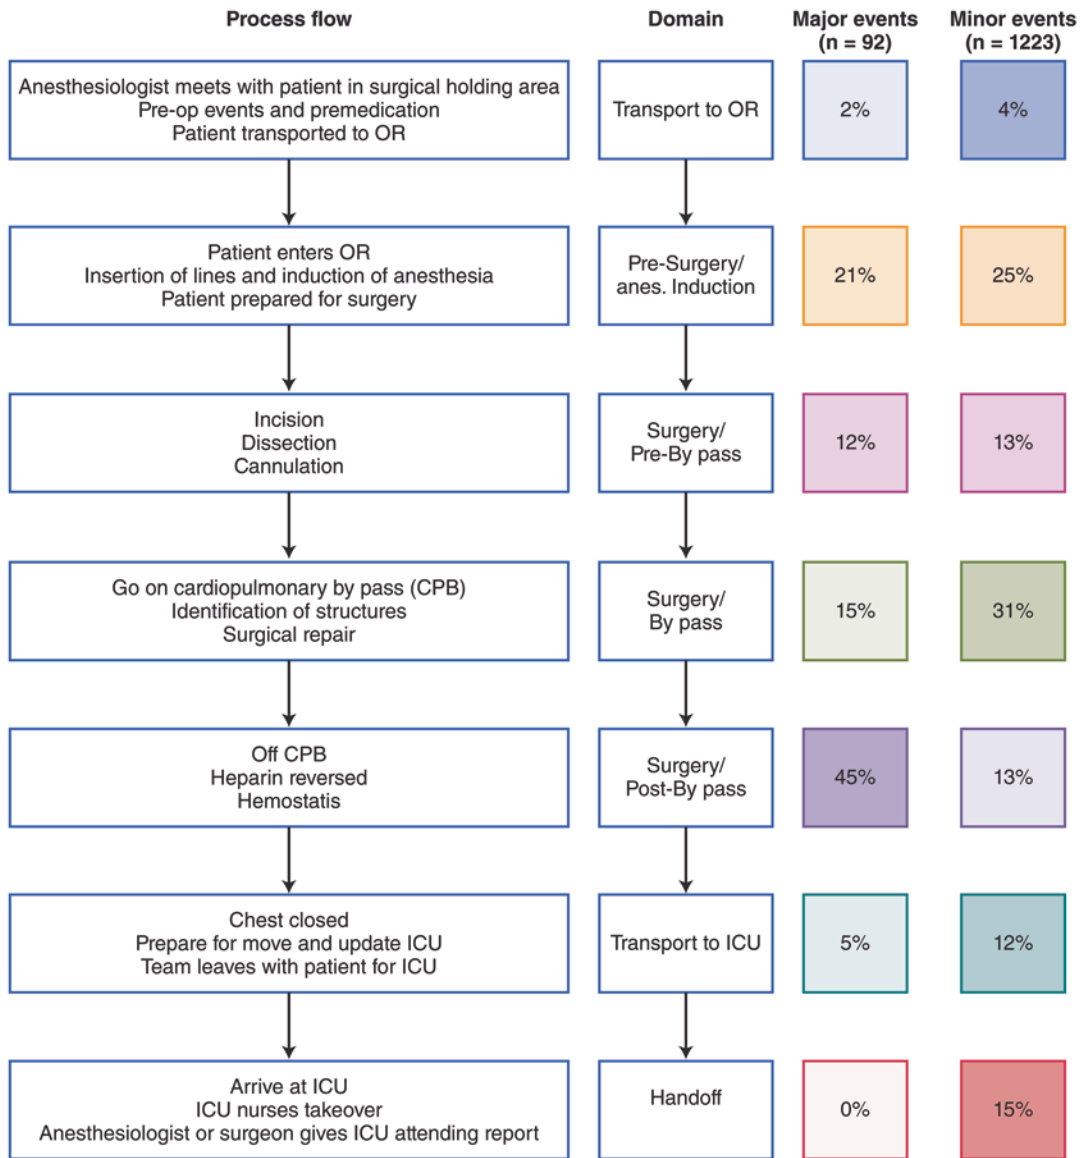 Process flow
Domain
Major events
(n = 92)
Minor events
(n = 1223)
Anesthesiologist meets with patient in surgical holding area
Pre-op events and premedication
Patient transported to OR
Transport to OR
2%
4%
Patient enters OR
Insertion of lines and induction of anesthesia
Patient prepared for surgery
Pre-Surgery/
anes. Induction
21%
25%
Incision
Dissection
Cannulation
Surgery/
Pre-By pass
12%
13%
Go on cardiopulmonary by pass (CPB)
Identification of structures
Surgical repair
Surgery/
By pass
15%
31%
Off CPB
Heparin reversed
Hemostatis
Surgery/
Post-By pass
45%
13%
Chest closed
Prepare for move and update ICU
Team leaves with patient for ICU
Transport to ICU
5%
12%
Arrive at ICU
ICU nurses takeover
Anesthesiologist or surgeon gives ICU attending report
Handoff
0%
15%